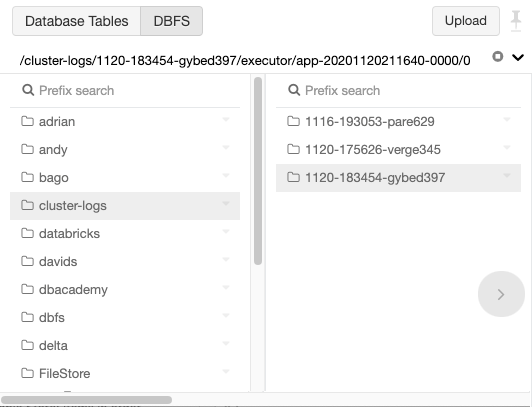 Database Tables DBFS Upload
/cluster-logs/1120-183454-gybed397/executor/app-20201120211640-0000/0
Prefix search
adrian
andy
bago
cluster-logs
databricks
davids
dbacademy
dbfs
delta
FileStore
Prefix search
1116-193053-pare629
1120-175626-verge345
1120-183454-gybed397